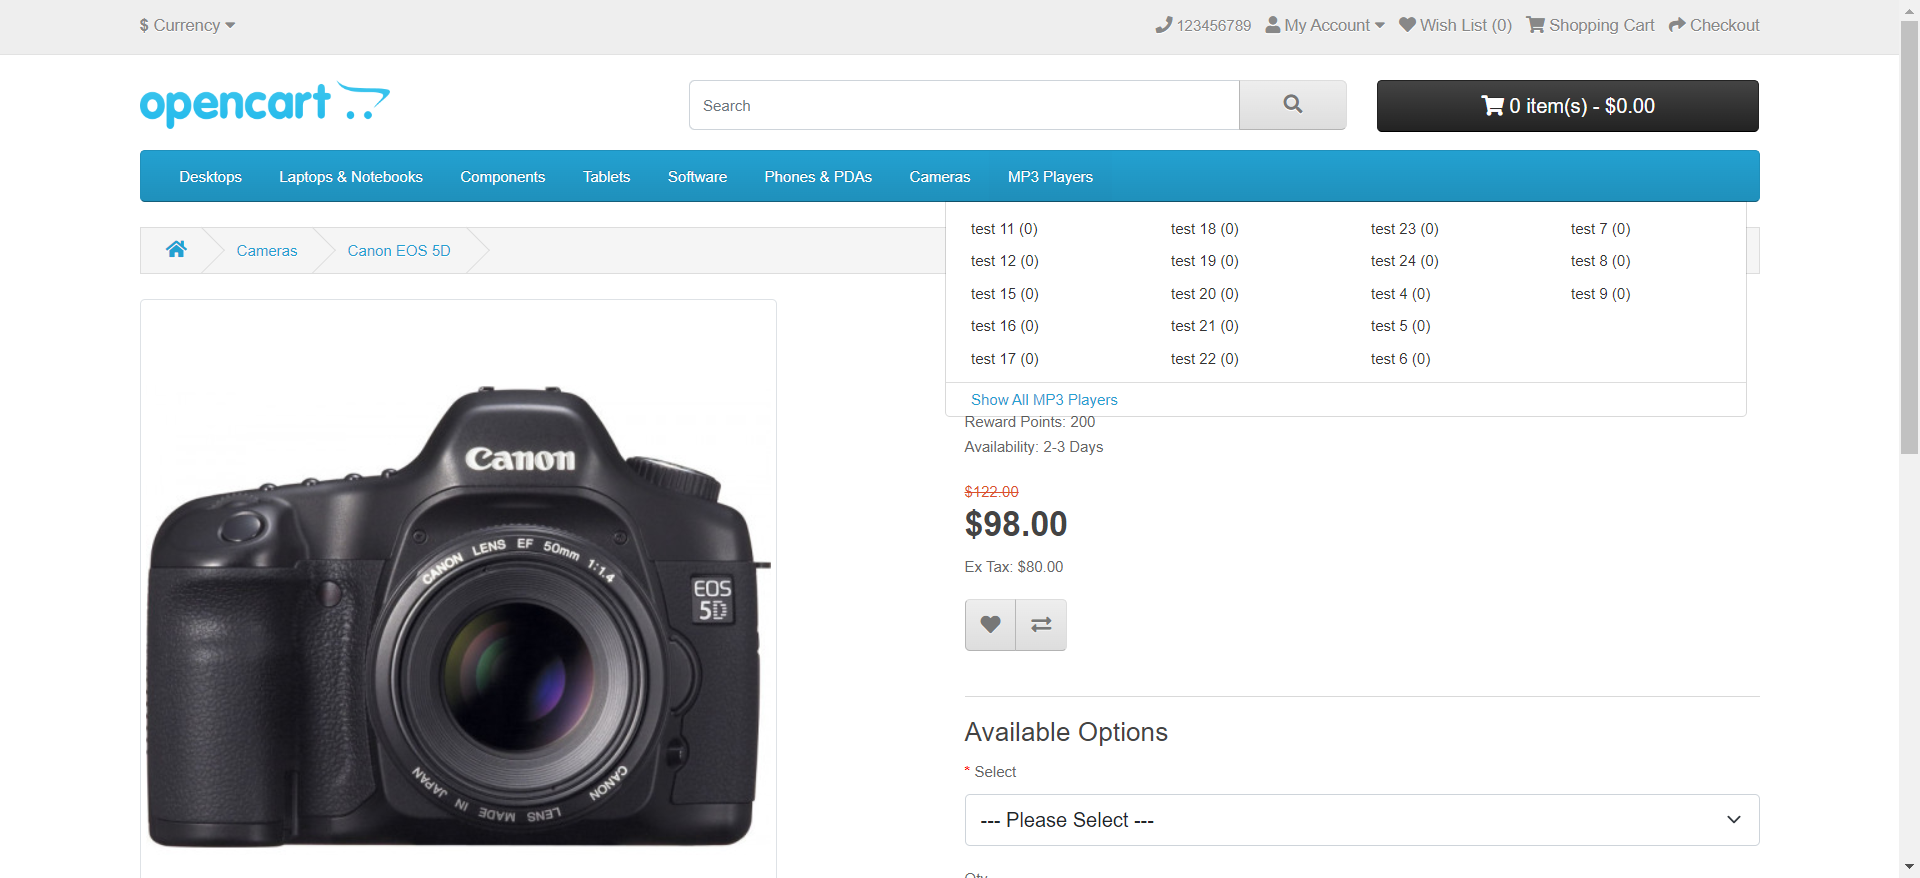 $ Currency
123456789 My Account Wish List (0) Shopping Cart Checkout
opencart
Search
0 item(s) - $0.00
Desktops Laptops & Notebooks Components Tablets Software Phones & PDAs Cameras MP3 Players
Cameras Canon EOS 5D
test 11 (0) test 18 (0) test 23 (0) test 7 (0)
test 12 (0) test 19 (0) test 24 (0) test 8 (0)
test 15 (0) test 20 (0) test 4 (0) test 9 (0)
test 16 (0) test 21 (0) test 5 (0)
test 17 (0) test 22 (0) test 6 (0)
Show All MP3 Players
Reward Points: 200
Availability: 2-3 Days
$122.00
$98.00
Ex Tax: $80.00
Canon
CANON LENS EF 50mm 1:1.4
EOS
5D
CANON LENS MADE IN JAPAN
Available Options
* Select
--- Please Select ---